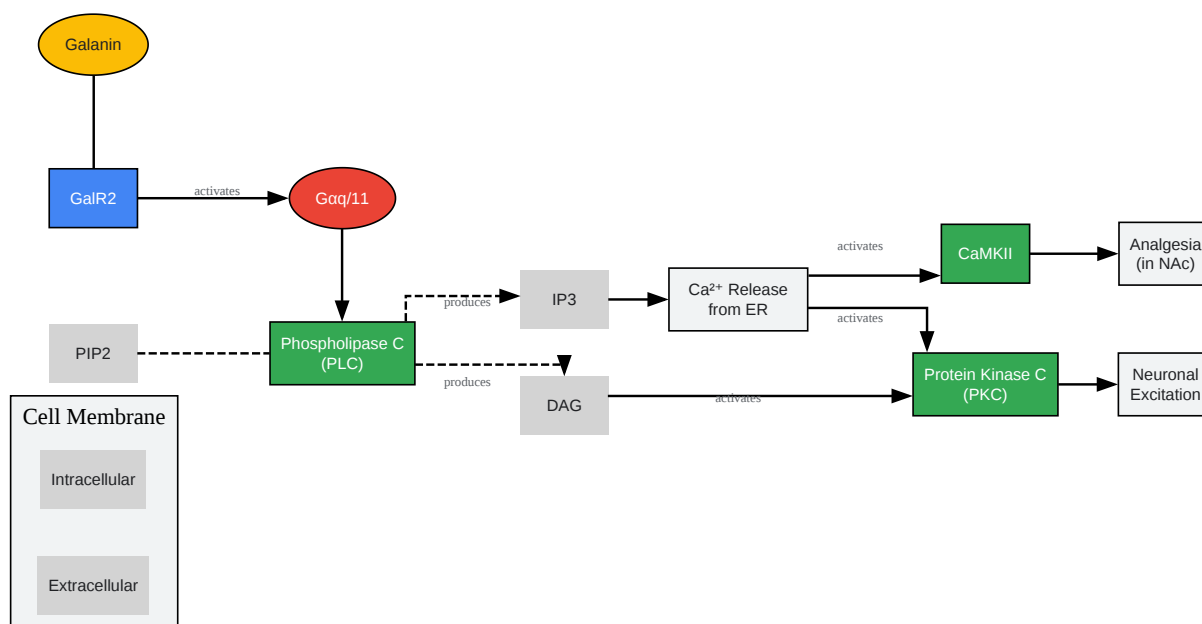 Galanin
GalR2
activates
Gαq/11
PIP2
Phospholipase C
(PLC)
produces
produces
IP3
DAG
Ca²⁺ Release
from ER
activates
activates
activates
CaMKII
Protein Kinase C
(PKC)
Analgesia
(in NAc)
Neuronal
Excitation
Cell Membrane
Intracellular
Extracellular